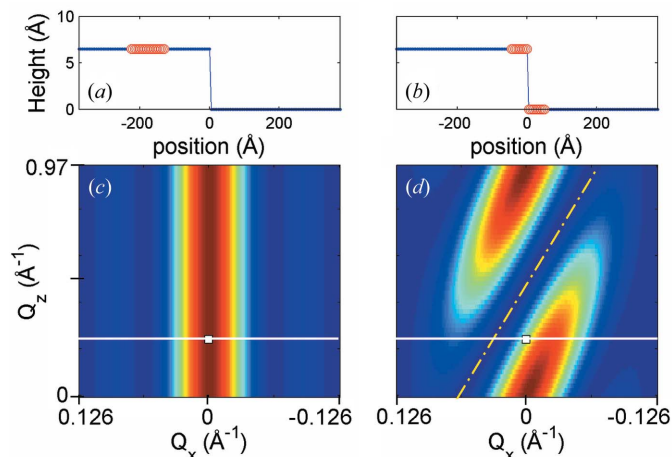 10
5
0
Height (Å)
(a)
-200 0 200
position (Å)
(b)
-200 0 200
position (Å)
0.97
Qz (Å-1)
0
(c)
0.126 0 -0.126
Qx (Å-1)
(d)
0.126 0 -0.126
Qx (Å-1)